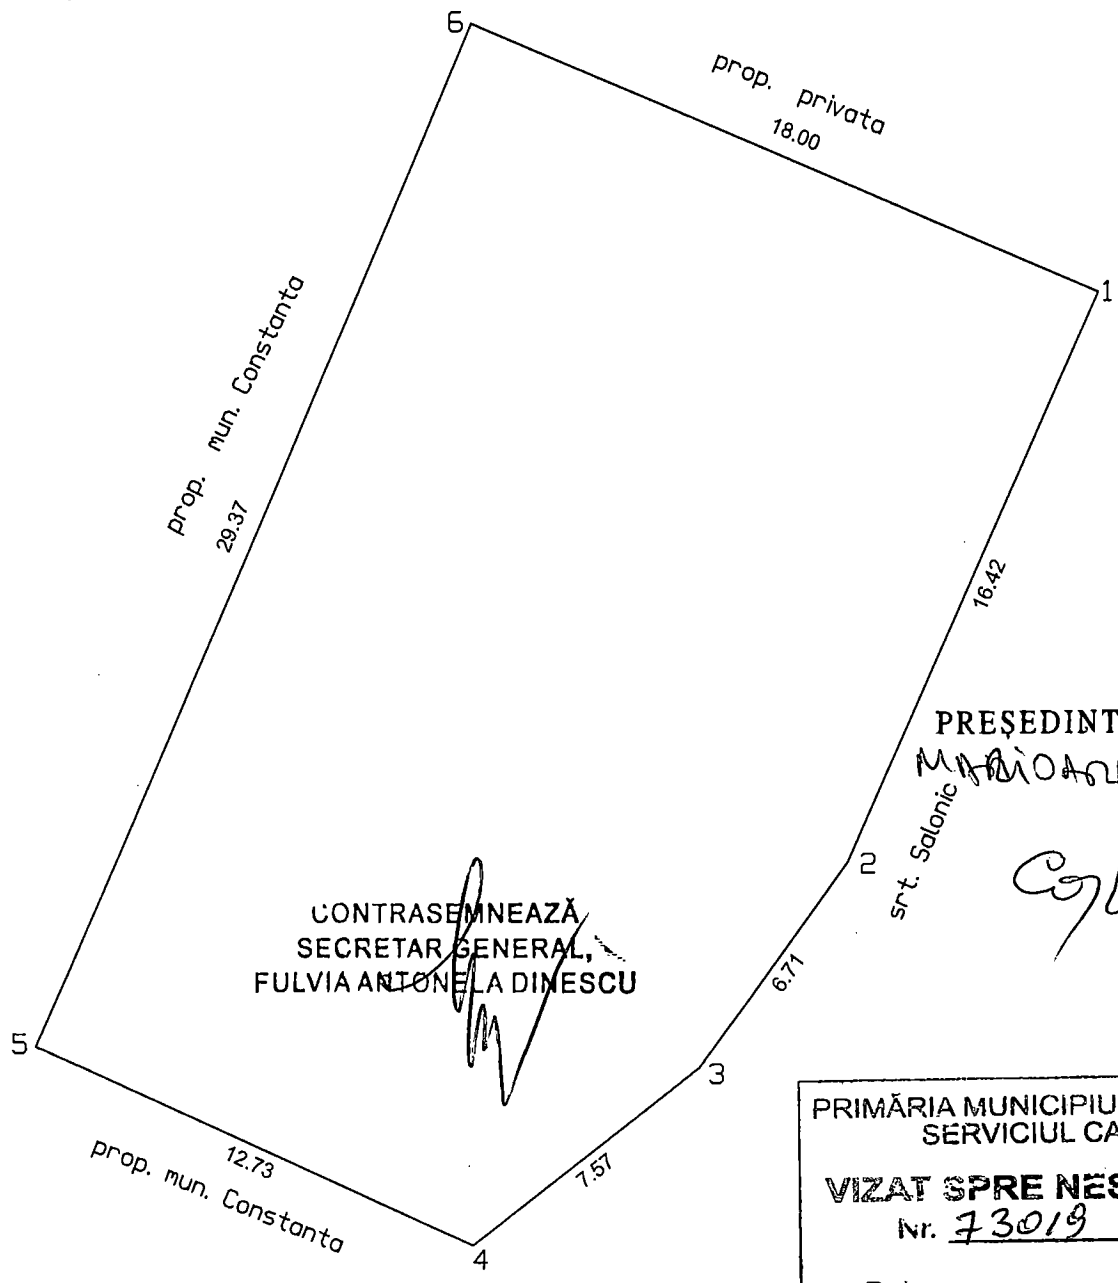 6
prop. privata
18.00
1
prop. mun. Constanta
29.37
16.42
PREŞEDINT
srt. Salonic
2
CONTRASEMNEAZĂ
SECRETAR GENERAL,
FULVIA ANTONELA DINESCU
6.71
5
3
PRIMĂRIA MUNICIPIU
SERVICIUL CA
12.73
prop. mun. Constanta
7.57
VIZAT SPRE NES
Nr. 73019
4